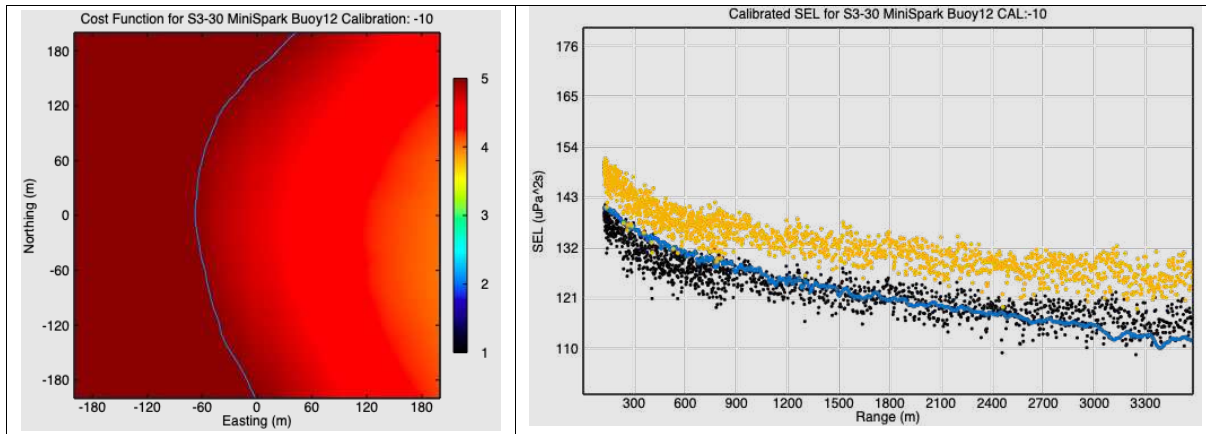 Cost Function for S3-30 MiniSpark Buoy12 Calibration: -10
180
120
60
0
-60
-120
-180
Northing (m)
-180 -120 -60 0 60 120 180
Easting (m)
5
4
3
2
1
Calibrated SEL for S3-30 MiniSpark Buoy12 CAL:-10
176
165
154
143
132
121
110
SEL (uPa^2s)
300 600 900 1200 1500 1800 2100 2400 2700 3000 3300
Range (m)